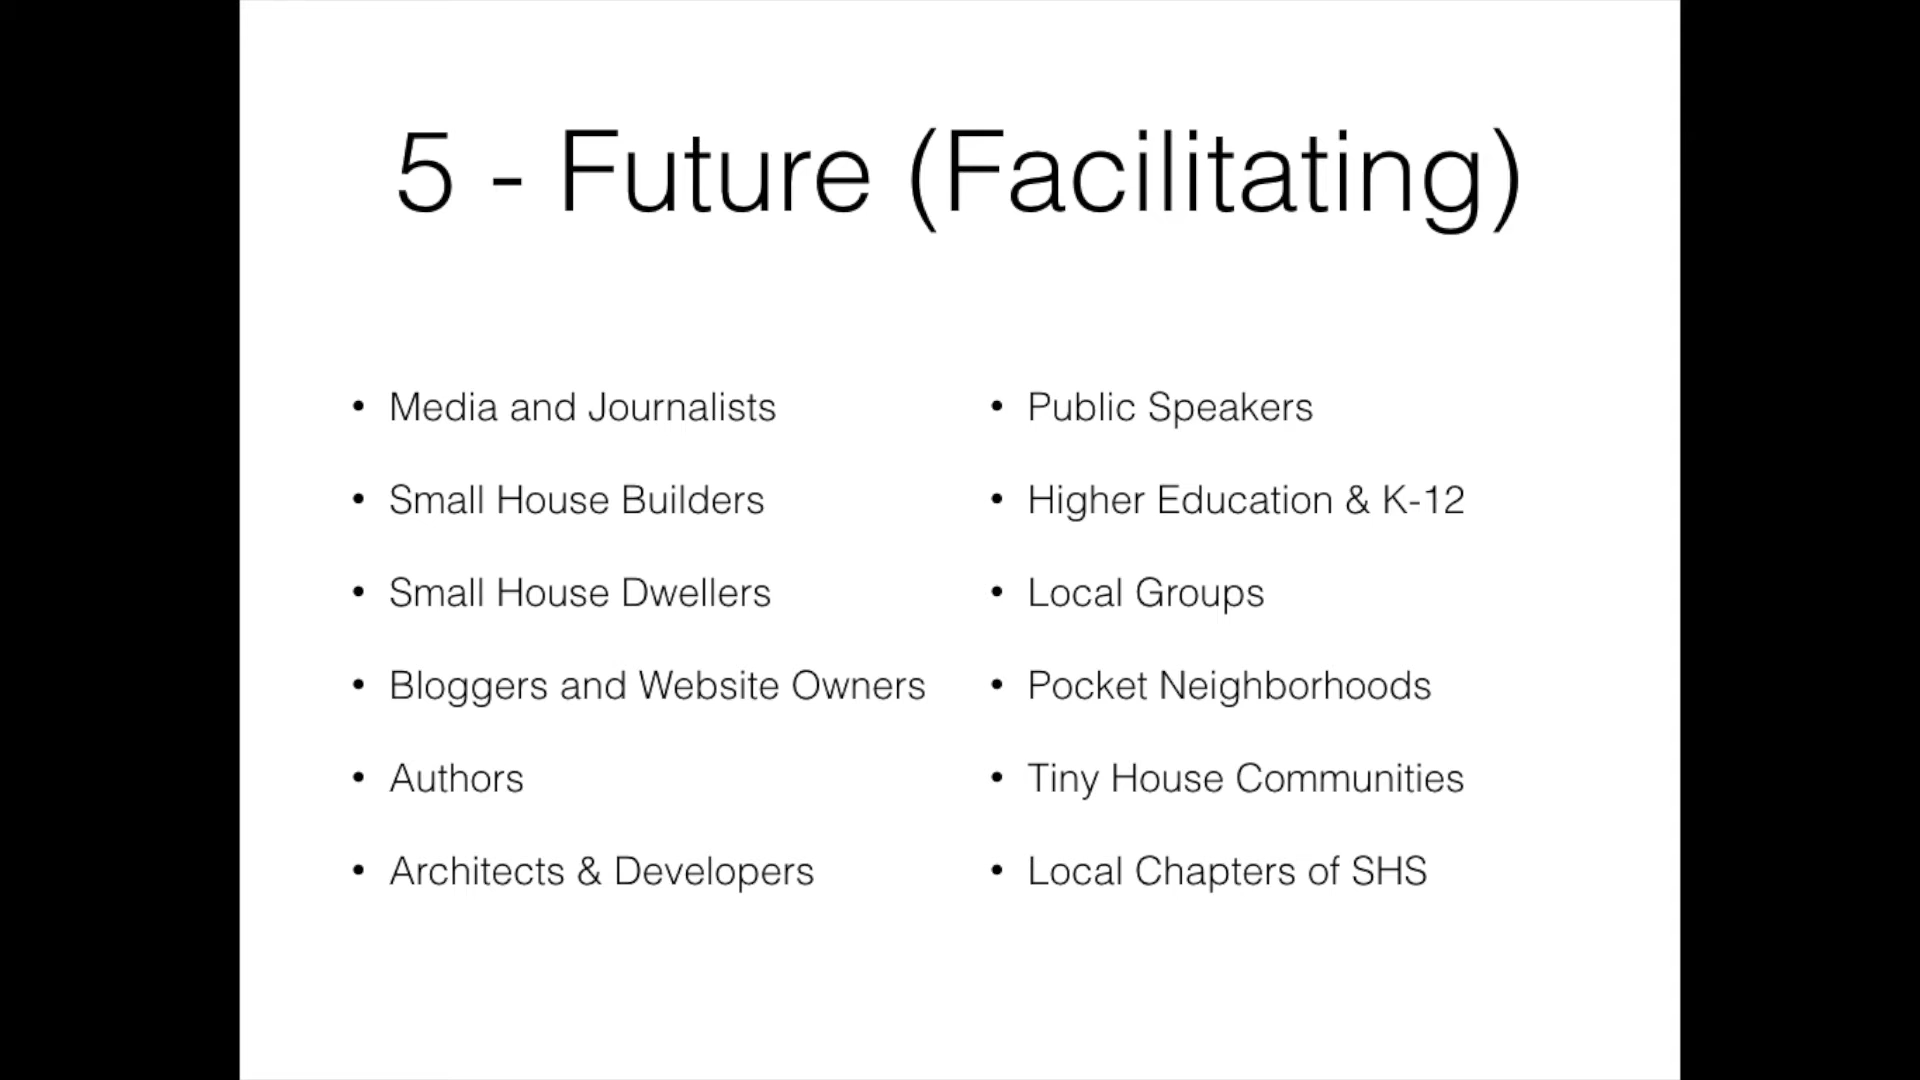 5 - Future (Facilitating)
• Media and Journalists
• Small House Builders
• Small House Dwellers
• Bloggers and Website Owners
• Authors
• Architects & Developers
• Public Speakers
• Higher Education & K-12
• Local Groups
• Pocket Neighborhoods
• Tiny House Communities
• Local Chapters of SHS